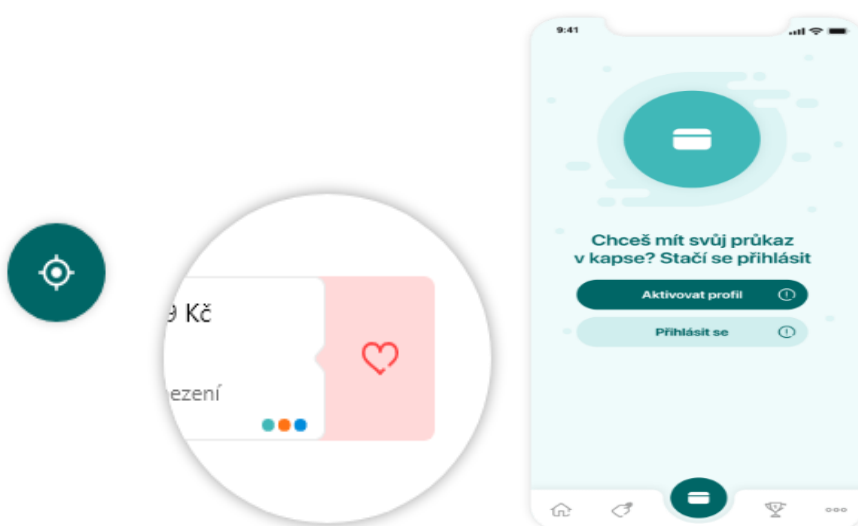 9:41
Chceš mít svůj průkaz
v kapse? Stačí se přihlásit
Aktivovat profil
Přihlásit se
9 Kč
ezení